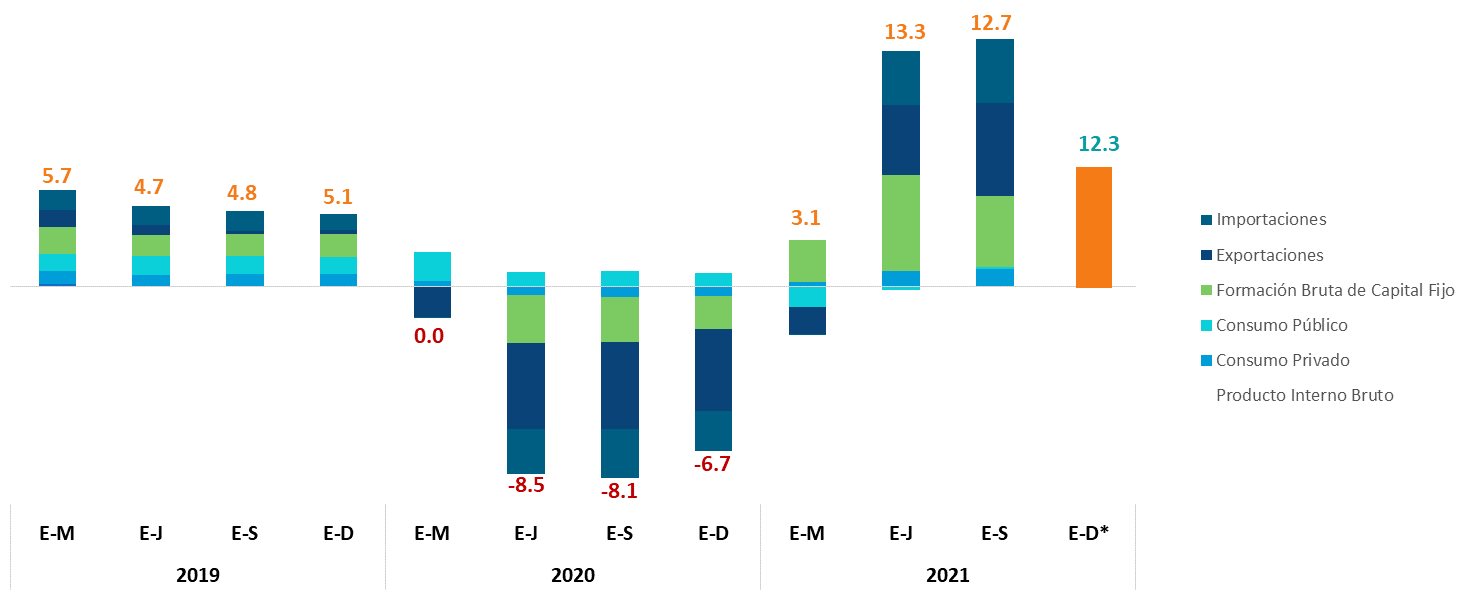 13.3
12.7
12.3
5.7
4.7
4.8
5.1
3.1
0.0
-8.5
-8.1
-6.7
Importaciones
Exportaciones
Formación Bruta de Capital Fijo
Consumo Público
Consumo Privado
Producto Interno Bruto
E-M E-J E-S E-D E-M E-J E-S E-D E-M E-J E-S E-D*
2019 2020 2021